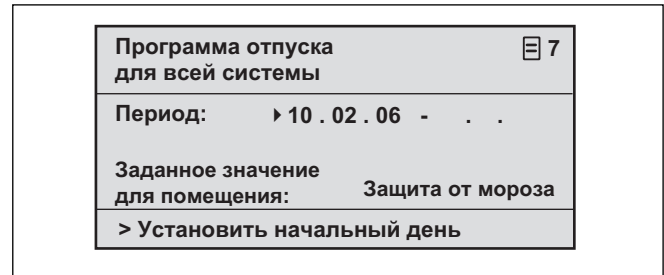 Программа отпуска 7
для всей системы
Период: 10 . 02 . 06 - . .
Заданное значение
для помещения: Защита от мороза
> Установить начальный день